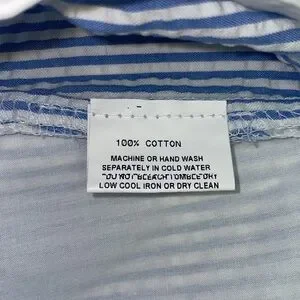 100% COTTON
MACHINE OR HAND WASH
SEPARATELY IN COLD WATER
DO NOT BLEACH TUMBLE DRY
LOW COOL IRON OR DRY CLEAN